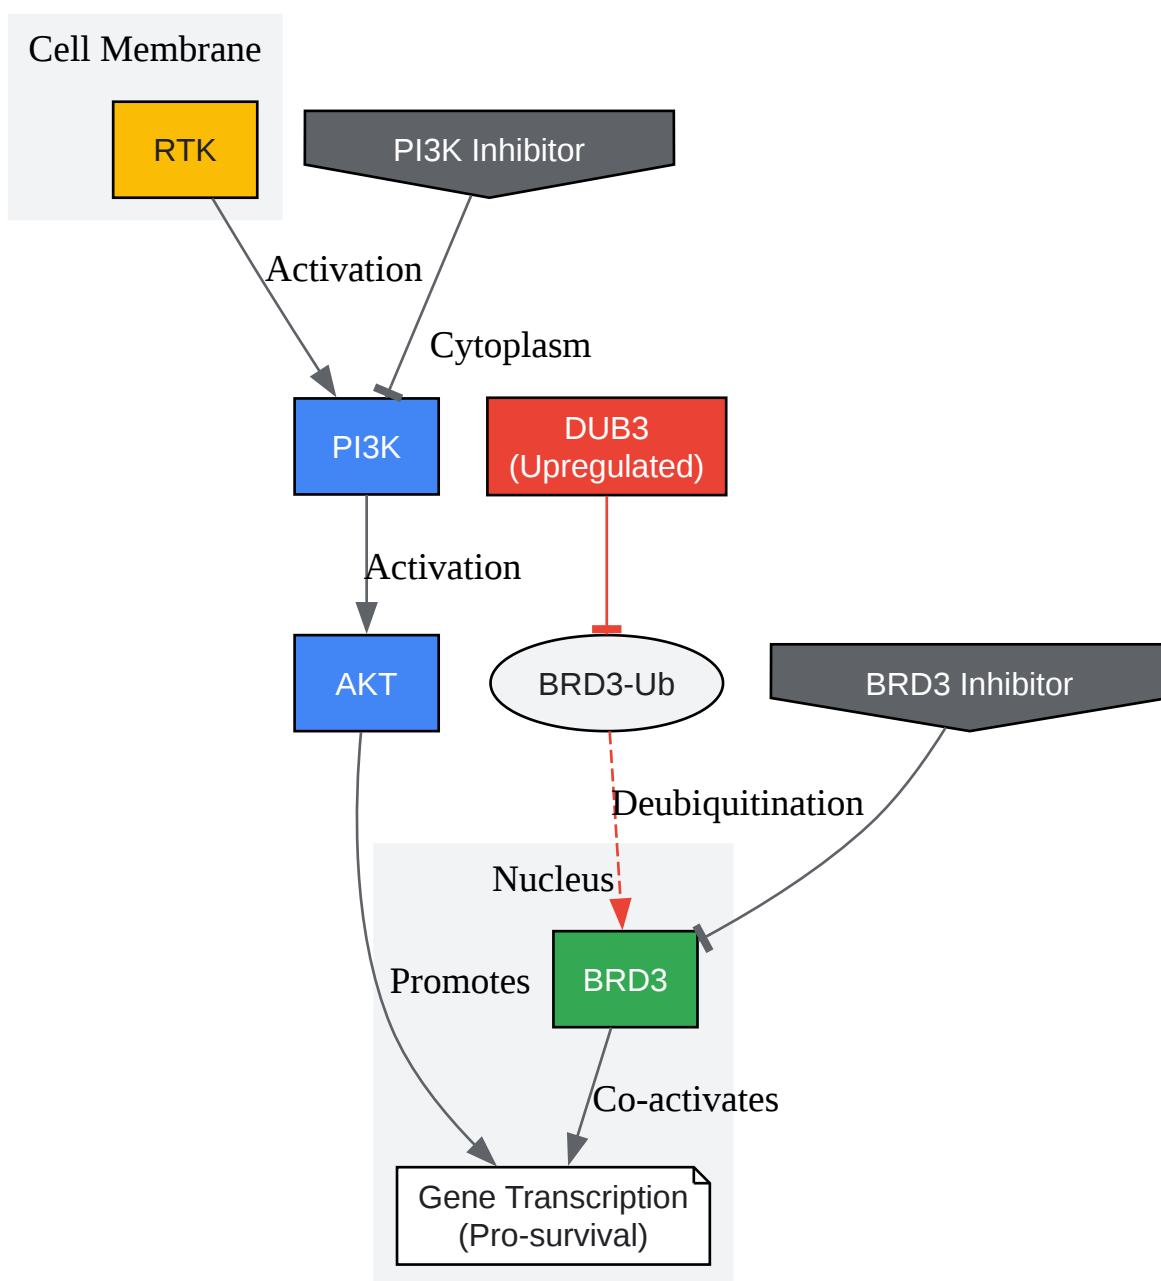 Cell Membrane
RTK
PI3K Inhibitor
Activation
Cytoplasm
PI3K
DUB3
(Upregulated)
Activation
AKT
BRD3-Ub
BRD3 Inhibitor
Deubiquitination
Nucleus
BRD3
Promotes
Co-activates
Gene Transcription
(Pro-survival)